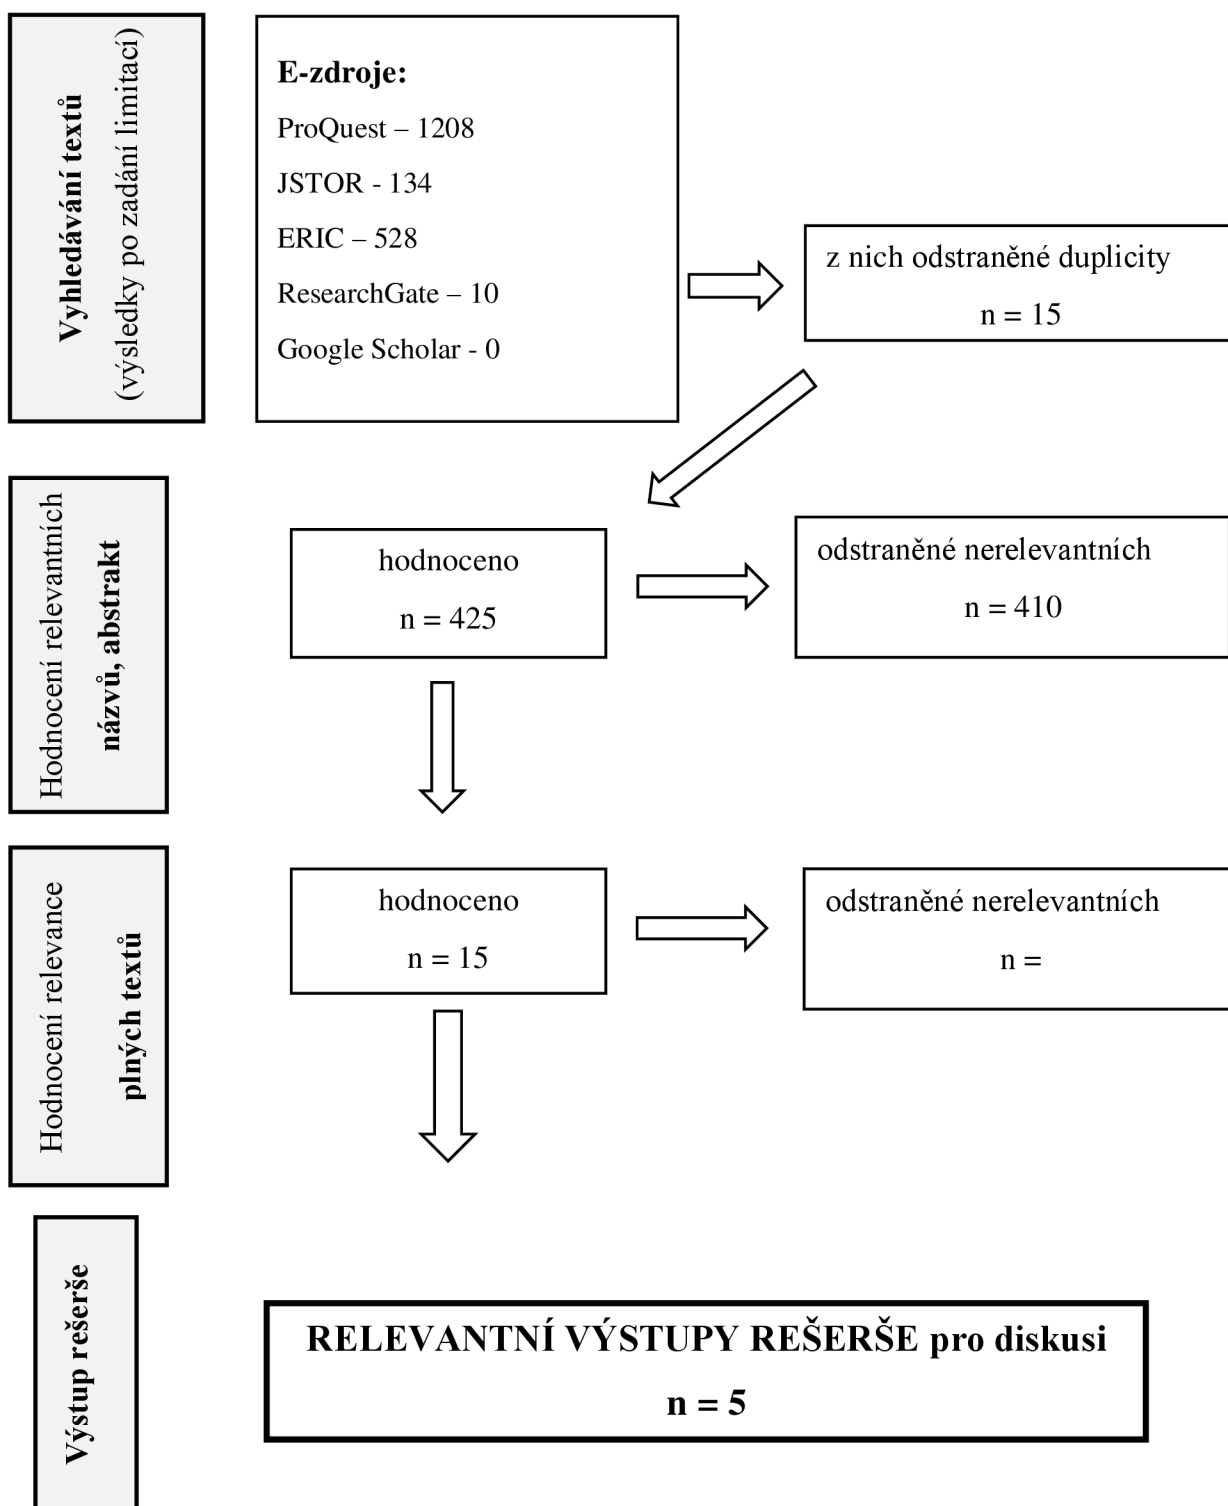 Vyhledávání textů
(výsledky po zadání limitací)
E-zdroje:
ProQuest – 1208
JSTOR - 134
ERIC – 528
ResearchGate – 10
Google Scholar - 0
z nich odstraněné duplicity
n = 15
Hodnocení relevantních
názvů, abstrakt
hodnoceno
n = 425
odstraněné nerelevantních
n = 410
Hodnocení relevance
plných textů
hodnoceno
n = 15
odstraněné nerelevantních
n =
Výstup rešerše
RELEVANTNÍ VÝSTUPY REŠERŠE pro diskusi
n = 5